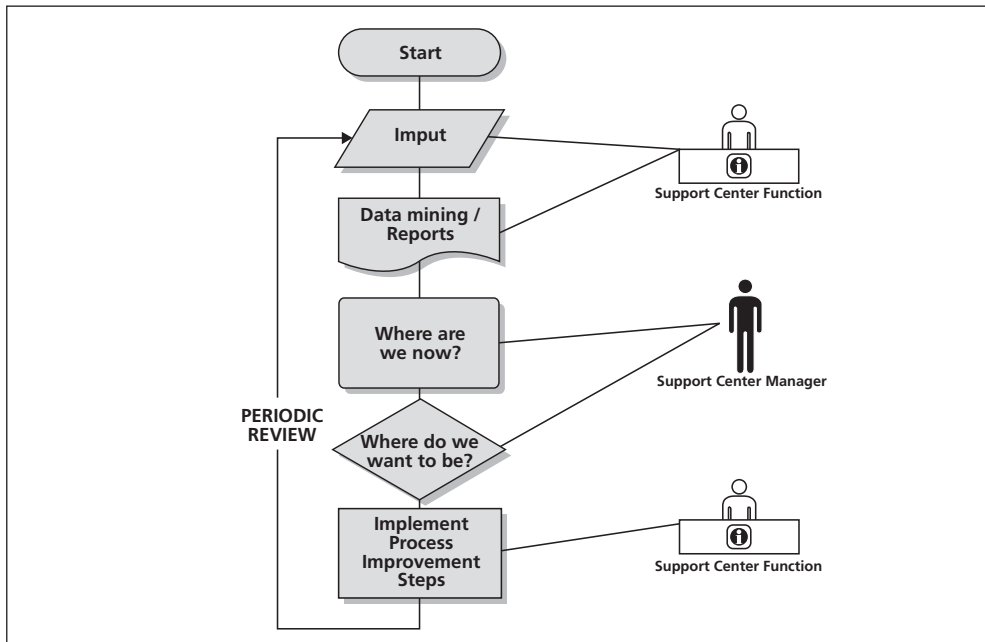 Start
Imput
Support Center Function
Data mining /
Reports
Where are
we now?
Support Center Manager
PERIODIC
REVIEW
Where do we
want to be?
Implement
Process
Improvement
Steps
Support Center Function